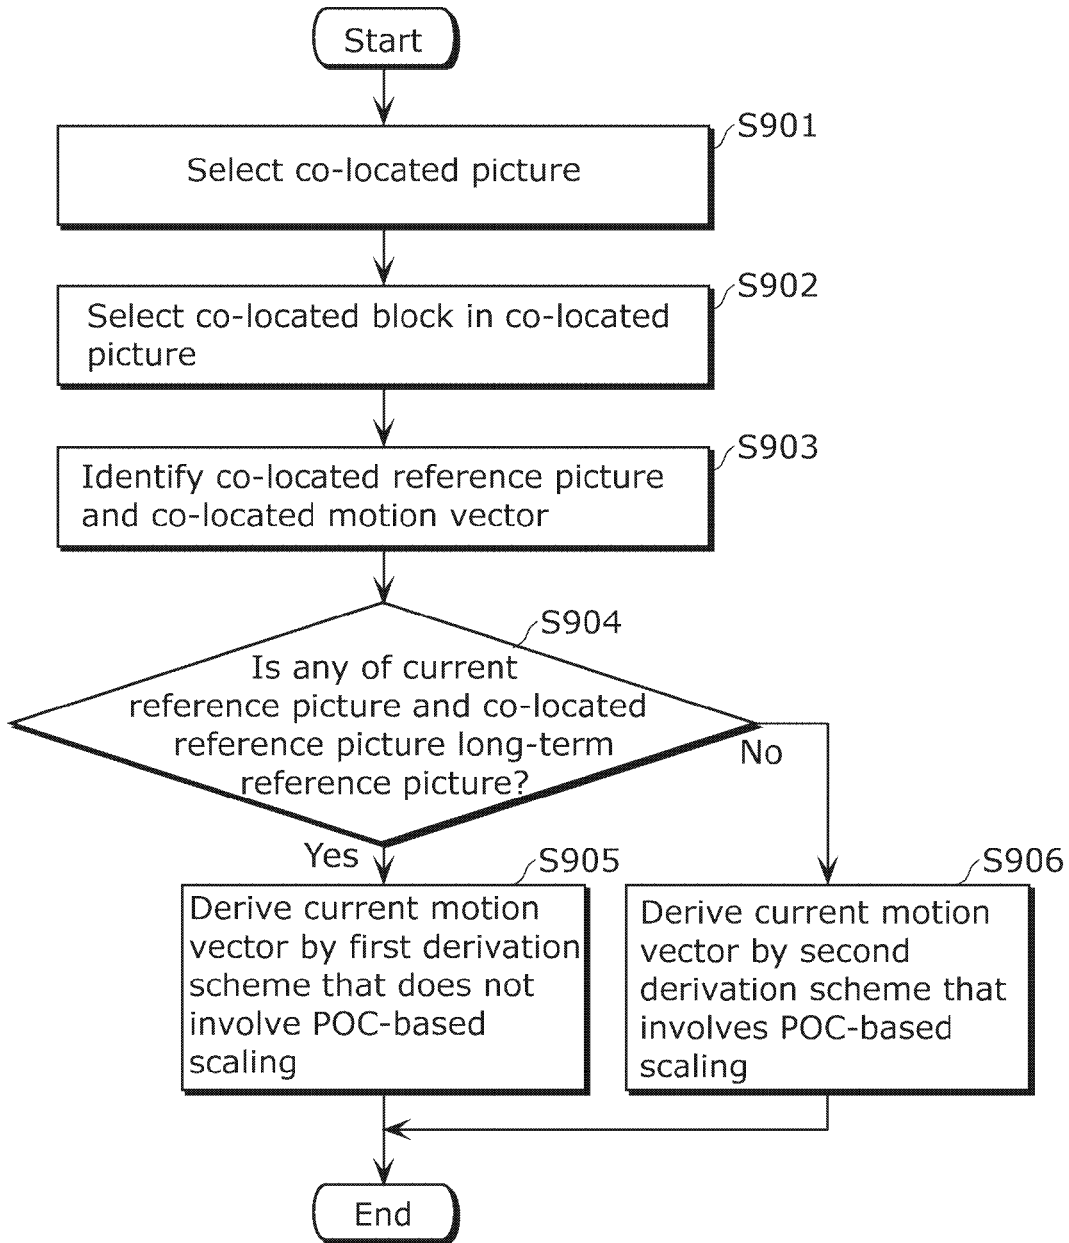 Start
S901
Select co-located picture
S902
Select co-located block in co-located
picture
S903
Identify co-located reference picture
and co-located motion vector
S904
Is any of current
reference picture and co-located
reference picture long-term
reference picture?
No
Yes
S905
Derive current motion
vector by first derivation
scheme that does not
involve POC-based
scaling
S906
Derive current motion
vector by second
derivation scheme that
involves POC-based
scaling
End